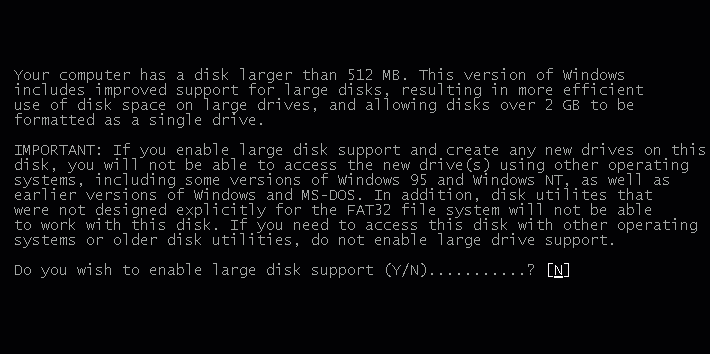 Your computer has a disk larger than 512 MB. This version of Windows
includes improved support for large disks, resulting in more efficient
use of disk space on large drives, and allowing disks over 2 GB to be
formatted as a single drive.
IMPORTANT: If you enable large disk support and create any new drives on this
disk, you will not be able to access the new drive(s) using other operating
systems, including some versions of Windows 95 and Windows NT, as well as
earlier versions of Windows and MS-DOS. In addition, disk utilites that
were not designed explicitly for the FAT32 file system will not be able
to work with this disk. If you need to access this disk with other operating
systems or older disk utilities, do not enable large drive support.
Do you wish to enable large disk support (Y/N)...........? [N]